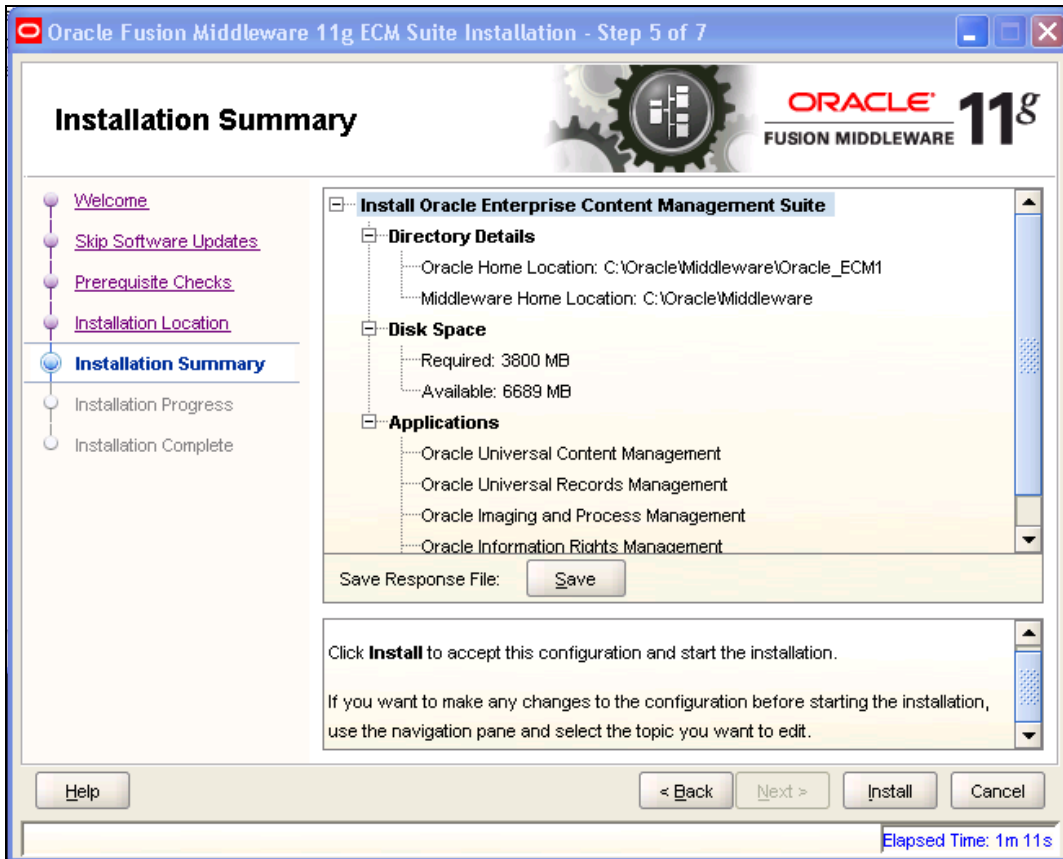 Oracle Fusion Middleware 11g ECM Suite Installation - Step 5 of 7
Installation Summary
ORACLE®
FUSION MIDDLEWARE
11g
Welcome
Skip Software Updates
Prerequisite Checks
Installation Location
Installation Summary
Installation Progress
Installation Complete
Install Oracle Enterprise Content Management Suite
Directory Details
Oracle Home Location: C:\Oracle\Middleware\Oracle_ECM1
Middleware Home Location: C:\Oracle\Middleware
Disk Space
Required: 3800 MB
Available: 6689 MB
Applications
Oracle Universal Content Management
Oracle Universal Records Management
Oracle Imaging and Process Management
Oracle Information Rights Management
Save Response File:
Save
Click Install to accept this configuration and start the installation.
If you want to make any changes to the configuration before starting the installation,
use the navigation pane and select the topic you want to edit.
Help
< Back
Next >
Install
Cancel
Elapsed Time: 1m 11s